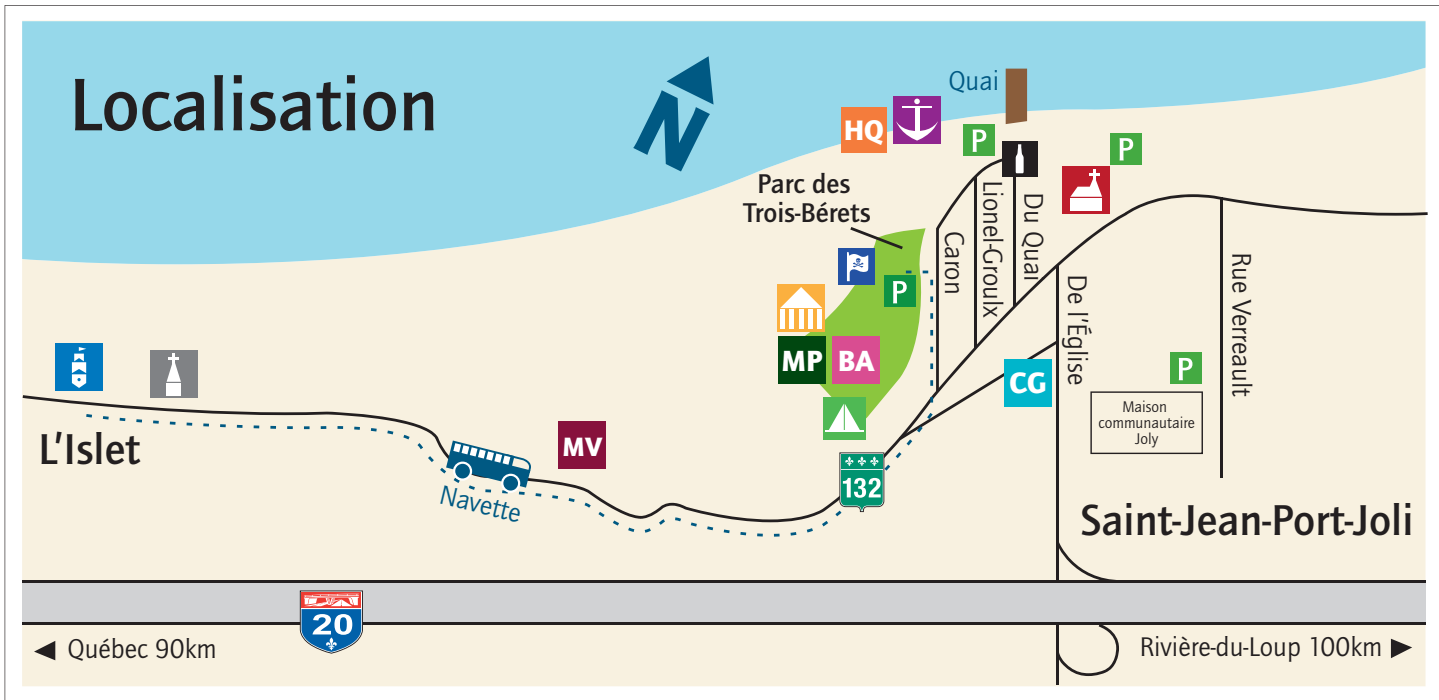 Localisation
N
Quai
HQ
P
P
Parc des
Trois-Bérets
Caron
Lionel-Groulx
Du Quai
De l'Église
Rue Verreault
P
MP
BA
CG
P
Maison
communautaire
Joly
L'Islet
MV
Navette
132
Saint-Jean-Port-Joli
20
Québec 90km
Rivière-du-Loup 100km